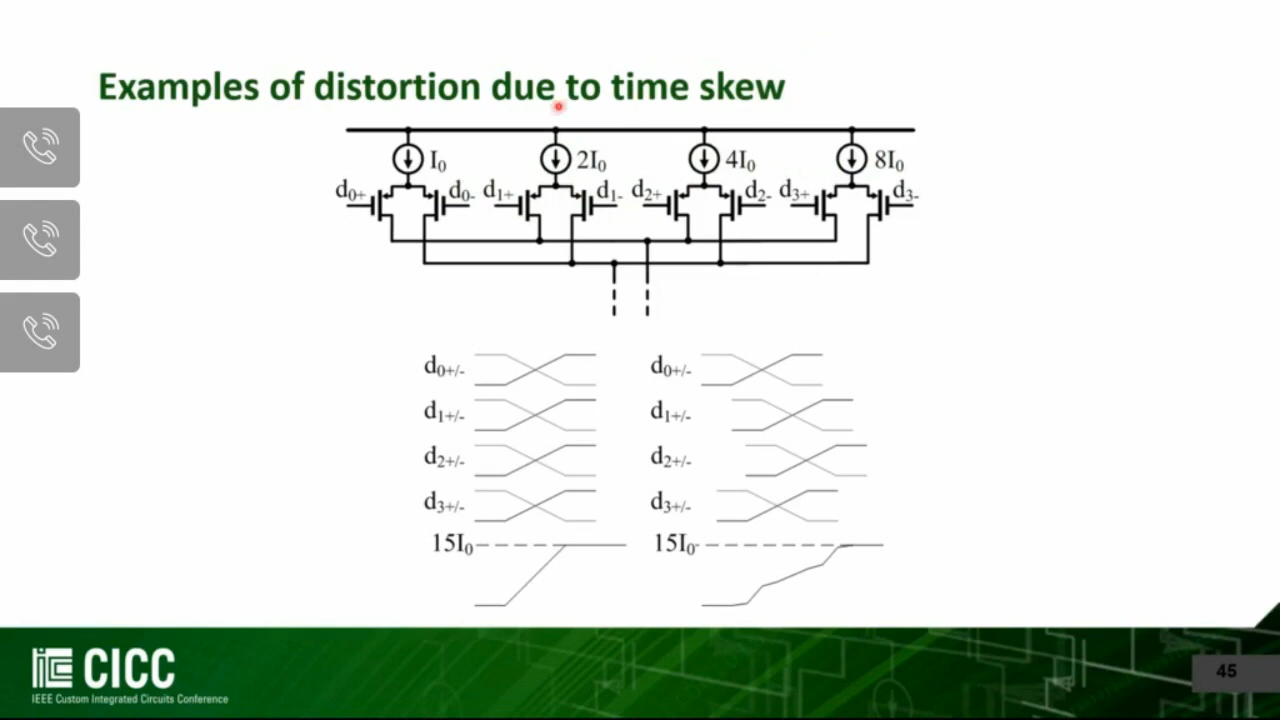 Examples of distortion due to time skew
I₀ 2I₀ 4I₀ 8I₀
d₀₊ d₀₋ d₁₊ d₁₋ d₂₊ d₂₋ d₃₊ d₃₋
d₀₊/₋ d₀₊/₋
d₁₊/₋ d₁₊/₋
d₂₊/₋ d₂₊/₋
d₃₊/₋ d₃₊/₋
15I₀ 15I₀
CICC
IEEE Custom Integrated Circuits Conference
45